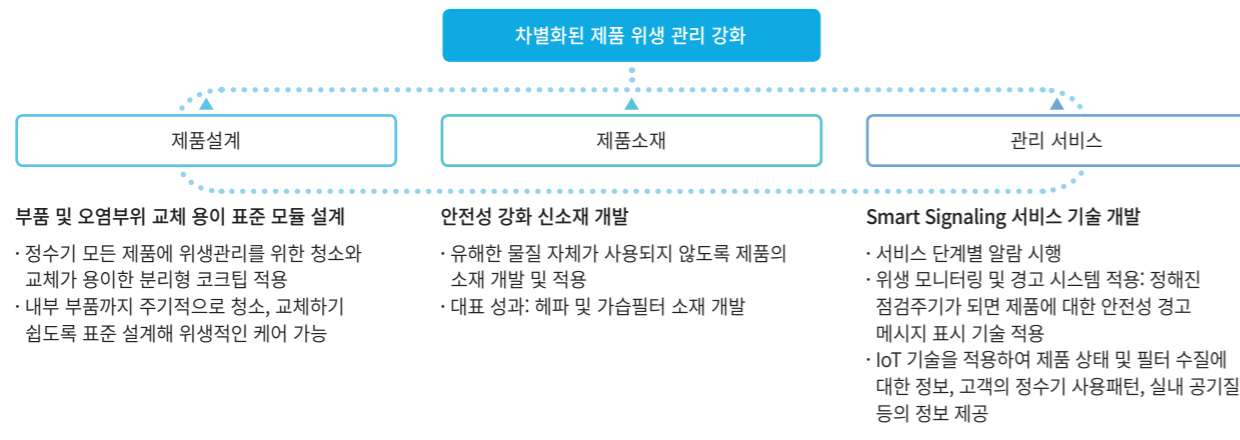 차별화된 제품 위생 관리 강화
제품설계
부품 및 오염부위 교체 용이 표준 모듈 설계
· 정수기 모든 제품에 위생관리를 위한 청소와
교체가 용이한 분리형 코크팁 적용
· 내부 부품까지 주기적으로 청소, 교체하기
쉽도록 표준 설계해 위생적인 케어 가능
제품소재
안전성 강화 신소재 개발
· 유해한 물질 자체가 사용되지 않도록 제품의
소재 개발 및 적용
· 대표 성과: 헤파 및 가습필터 소재 개발
관리 서비스
Smart Signaling 서비스 기술 개발
· 서비스 단계별 알람 시행
· 위생 모니터링 및 경고 시스템 적용: 정해진
점검주기가 되면 제품에 대한 안전성 경고
메시지 표시 기술 적용
· IoT 기술을 적용하여 제품 상태 및 필터 수질에
대한 정보, 고객의 정수기 사용패턴, 실내 공기질
등의 정보 제공